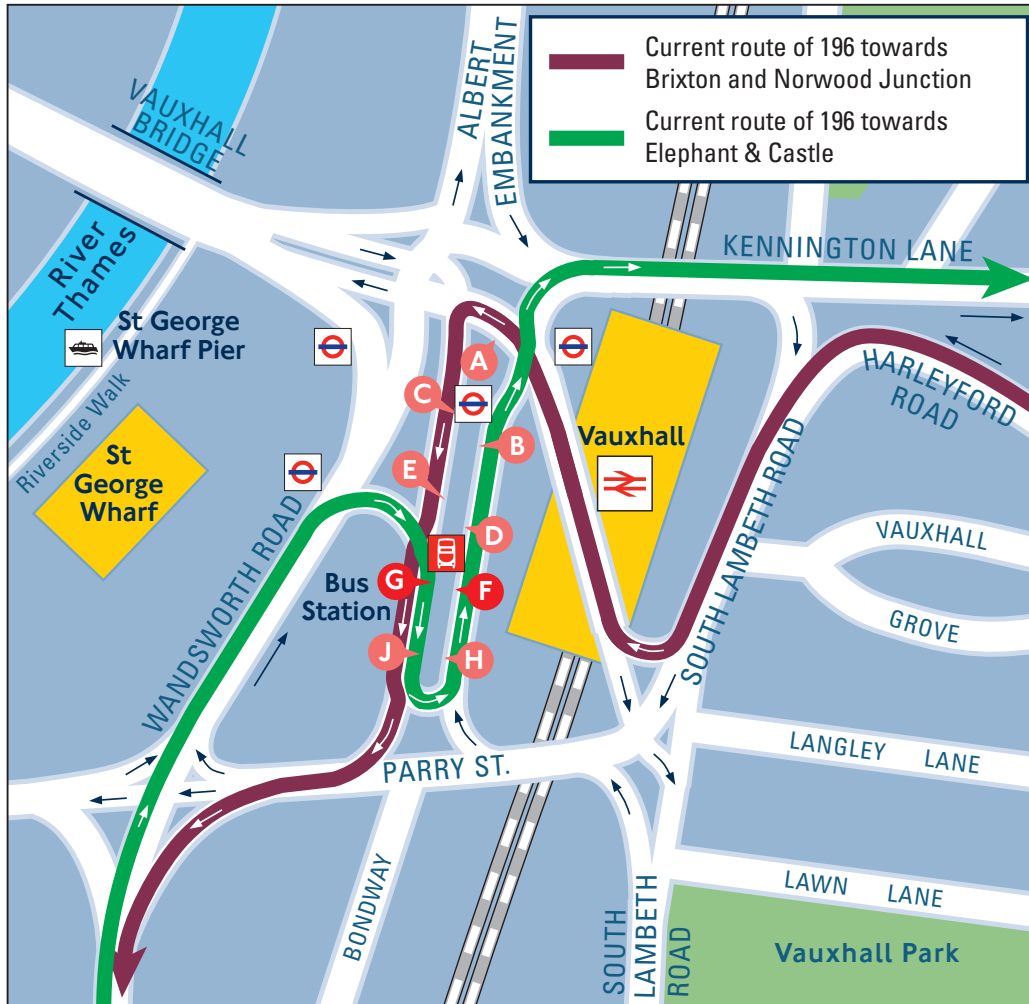 Current route of 196 towards
Brixton and Norwood Junction
Current route of 196 towards
Elephant & Castle
VAUXHALL
BRIDGE
ALBERT
EMBANKMENT
River
Thames
KENNINGTON LANE
St George
Wharf Pier
Riverside Walk
HARLEYFORD
ROAD
A
C
B
Vauxhall
St
George
Wharf
E
D
WANDSWORTH ROAD
SOUTH LAMBETH ROAD
VAUXHALL
GROVE
Bus
Station
G
F
J
H
PARRY ST.
LANGLEY LANE
LAWN LANE
BONDWAY
SOUTH
LAMBETH
ROAD
Vauxhall Park